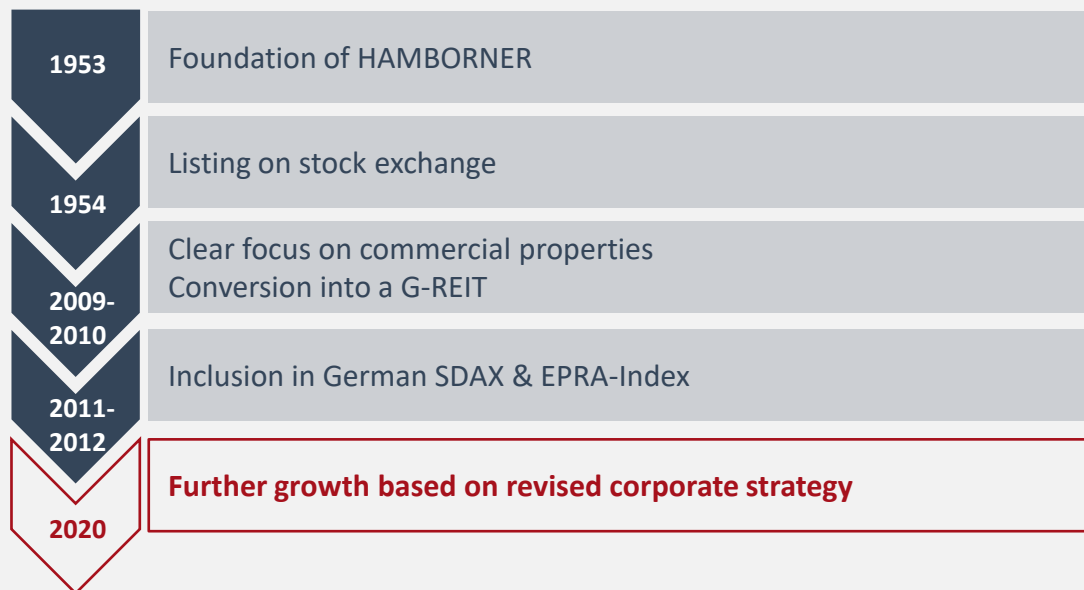 1953
Foundation of HAMBORNER
1954
Listing on stock exchange
2009-
2010
Clear focus on commercial properties
Conversion into a G-REIT
2011-
2012
Inclusion in German SDAX & EPRA-Index
2020
Further growth based on revised corporate strategy